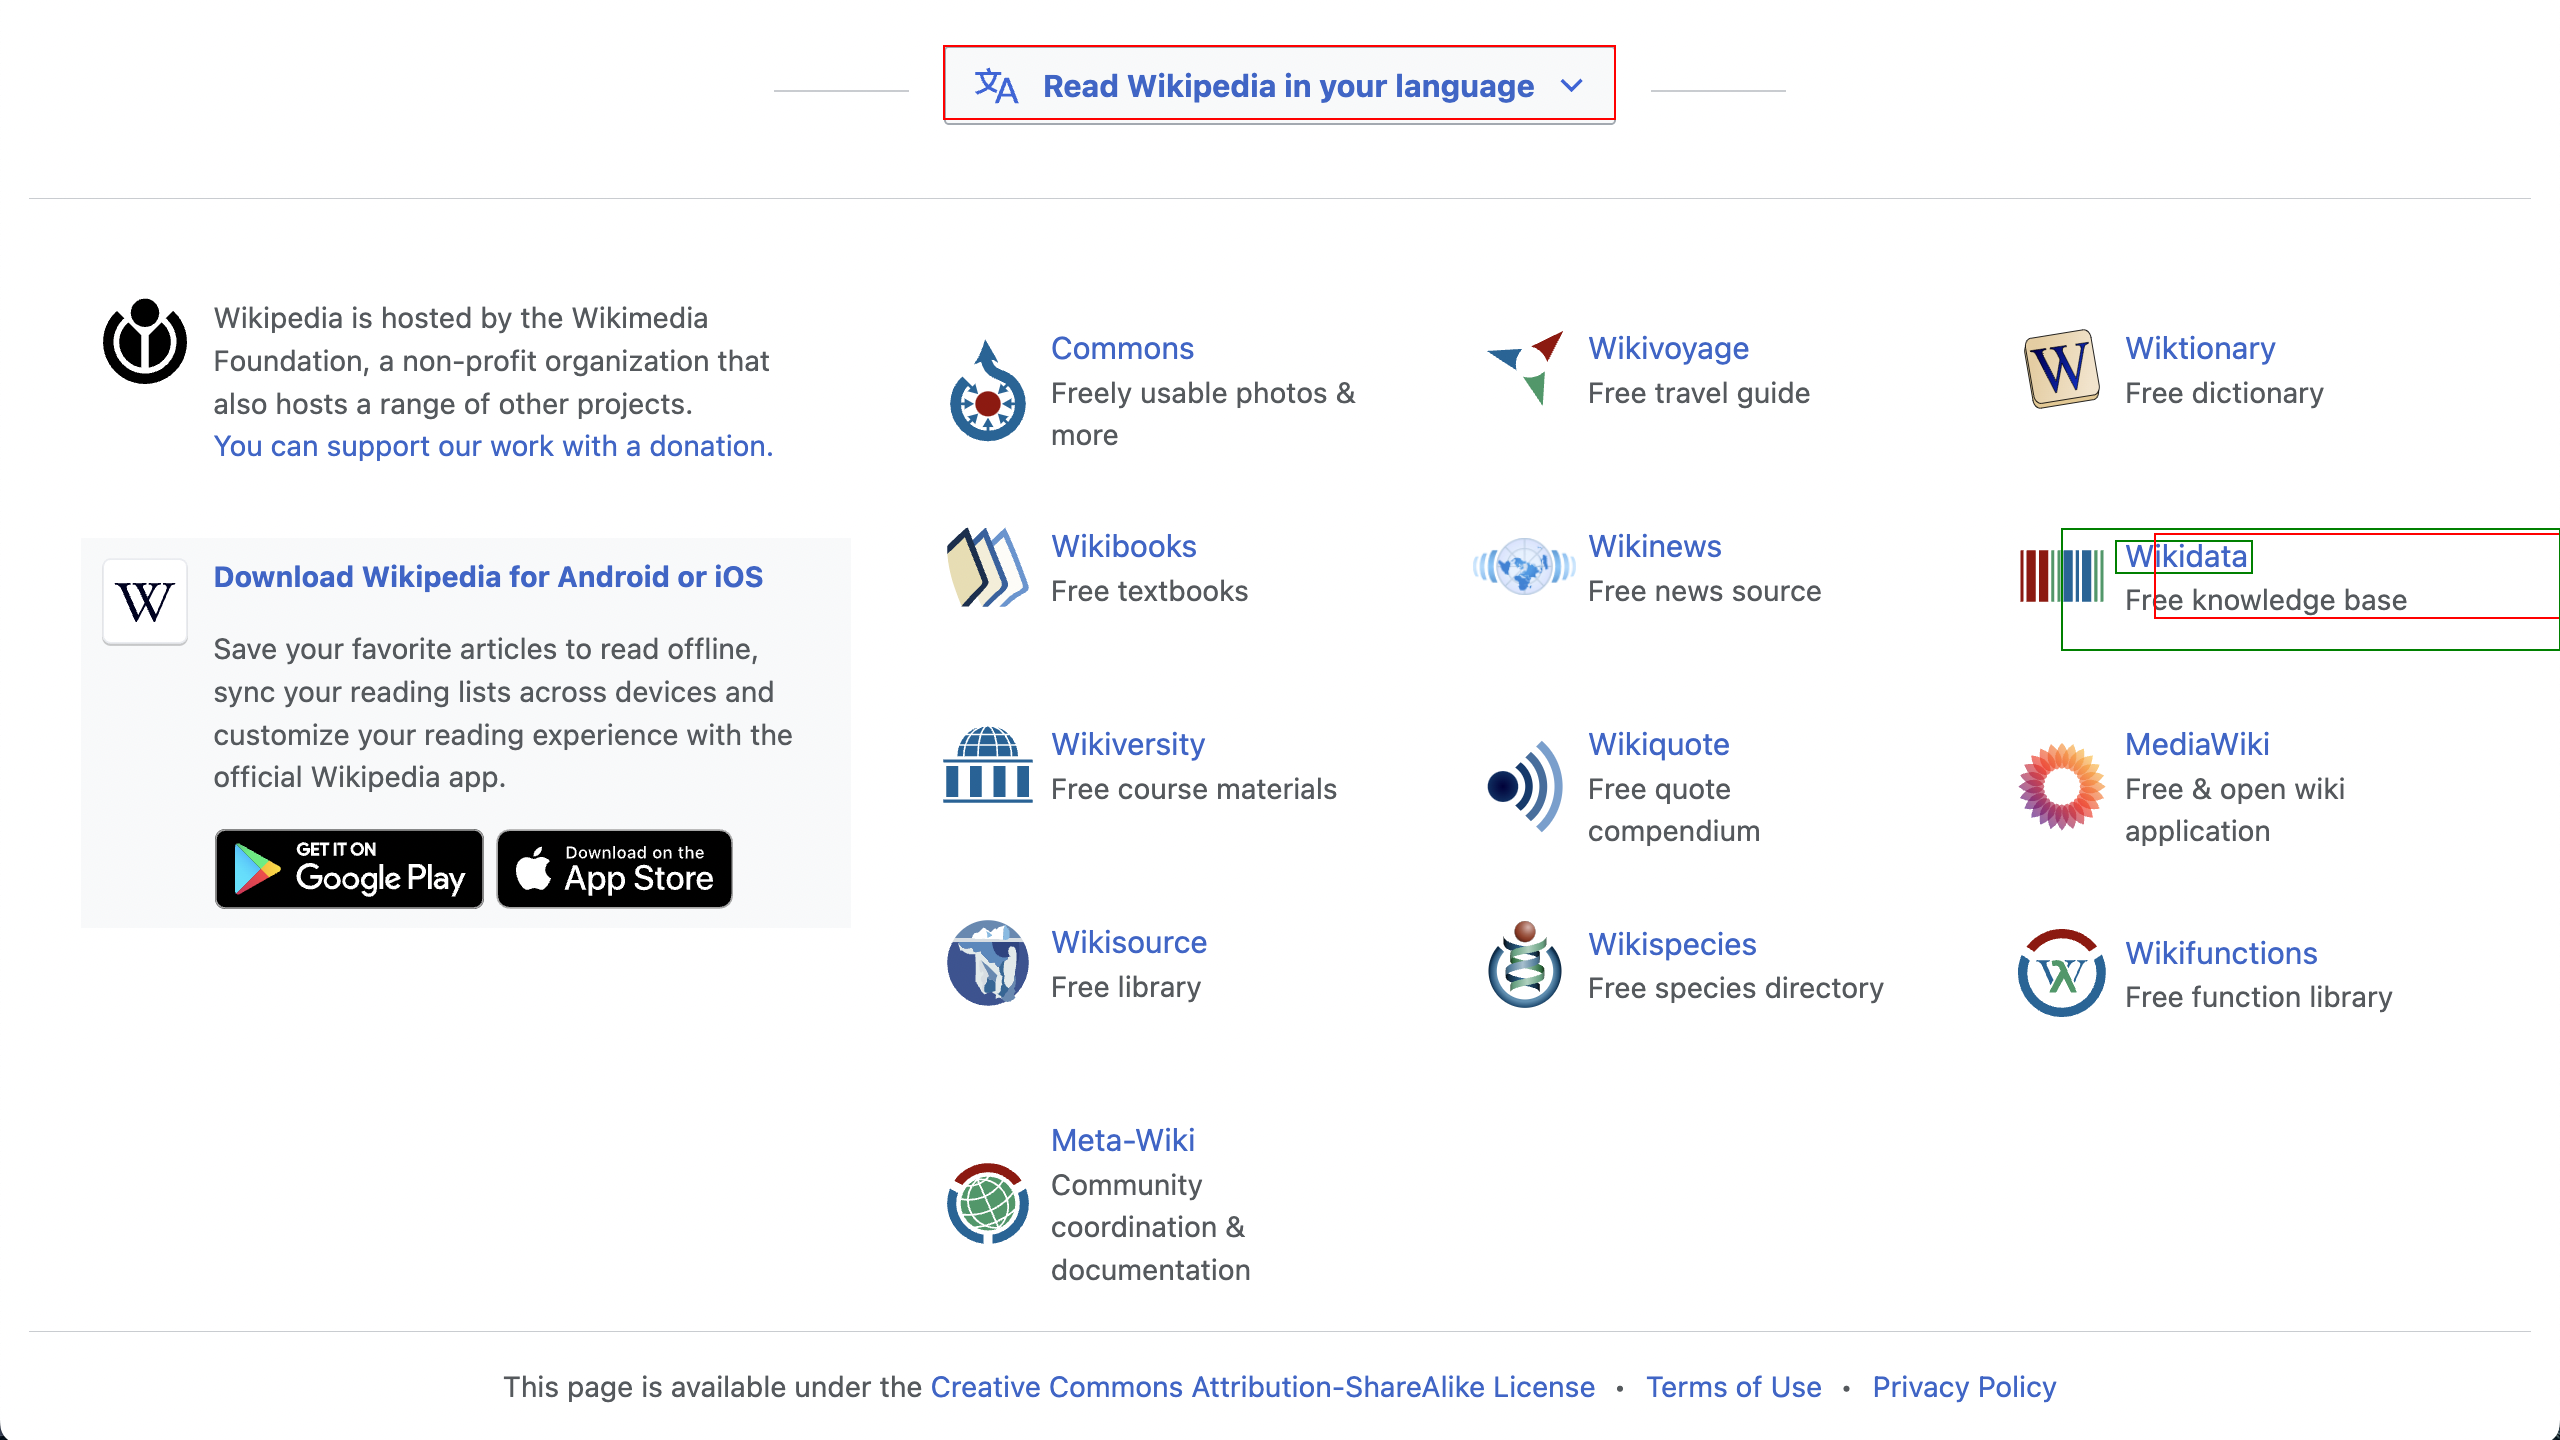 Read Wikipedia in your language
Wikipedia is hosted by the Wikimedia
Foundation, a non-profit organization that
also hosts a range of other projects.
You can support our work with a donation.
W
Download Wikipedia for Android or iOS
Save your favorite articles to read offline,
sync your reading lists across devices and
customize your reading experience with the
official Wikipedia app.
GET IT ON
Google Play
Download on the
App Store
Commons
Freely usable photos &
more
Wikivoyage
Free travel guide
W
Wiktionary
Free dictionary
Wikibooks
Free textbooks
Wikinews
Free news source
Wikidata
Free knowledge base
Wikiversity
Free course materials
Wikiquote
Free quote
compendium
MediaWiki
Free & open wiki
application
Wikisource
Free library
Wikispecies
Free species directory
Wikifunctions
Free function library
Meta-Wiki
Community
coordination &
documentation
This page is available under the Creative Commons Attribution-ShareAlike License • Terms of Use • Privacy Policy